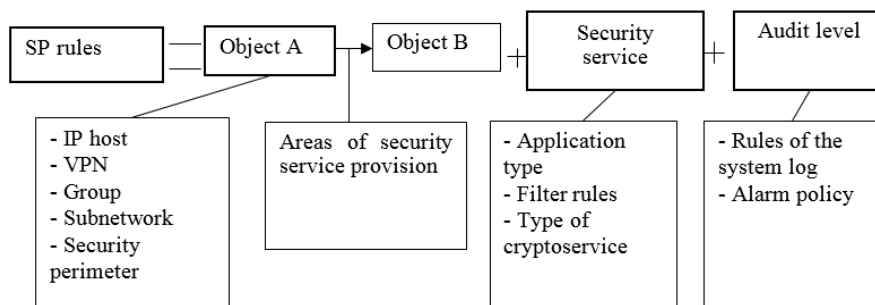 SP rules
Object A
Object B
+
Security
service
+
Audit level
- IP host
- VPN
- Group
- Subnetwork
- Security
perimeter
Areas of security
service provision
- Application
type
- Filter rules
- Type of
cryptoservice
- Rules of the
system log
- Alarm policy